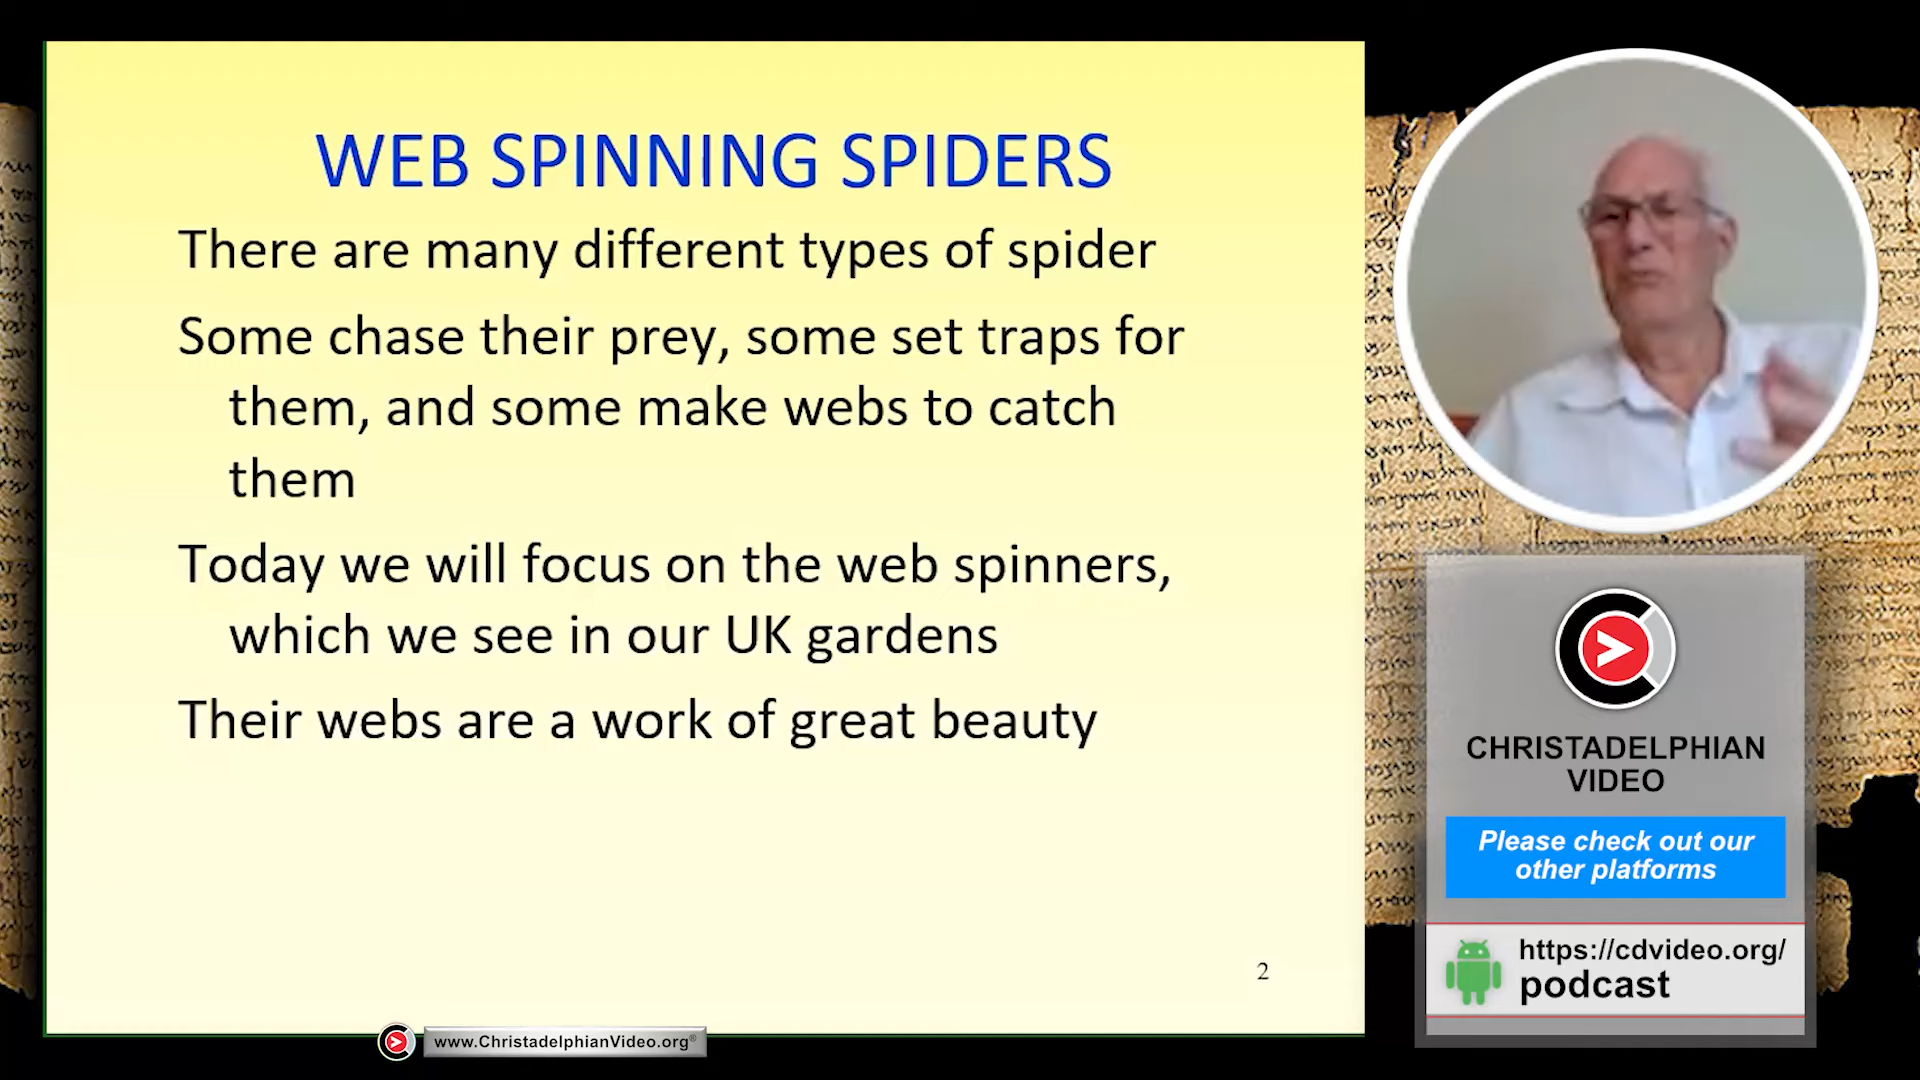 WEB SPINNING SPIDERS
There are many different types of spider
Some chase their prey, some set traps for
them, and some make webs to catch
them
Today we will focus on the web spinners,
which we see in our UK gardens
Their webs are a work of great beauty
2
www.ChristadelphianVideo.org®
CHRISTADELPHIAN
VIDEO
Please check out our
other platforms
https://cdvideo.org/
podcast